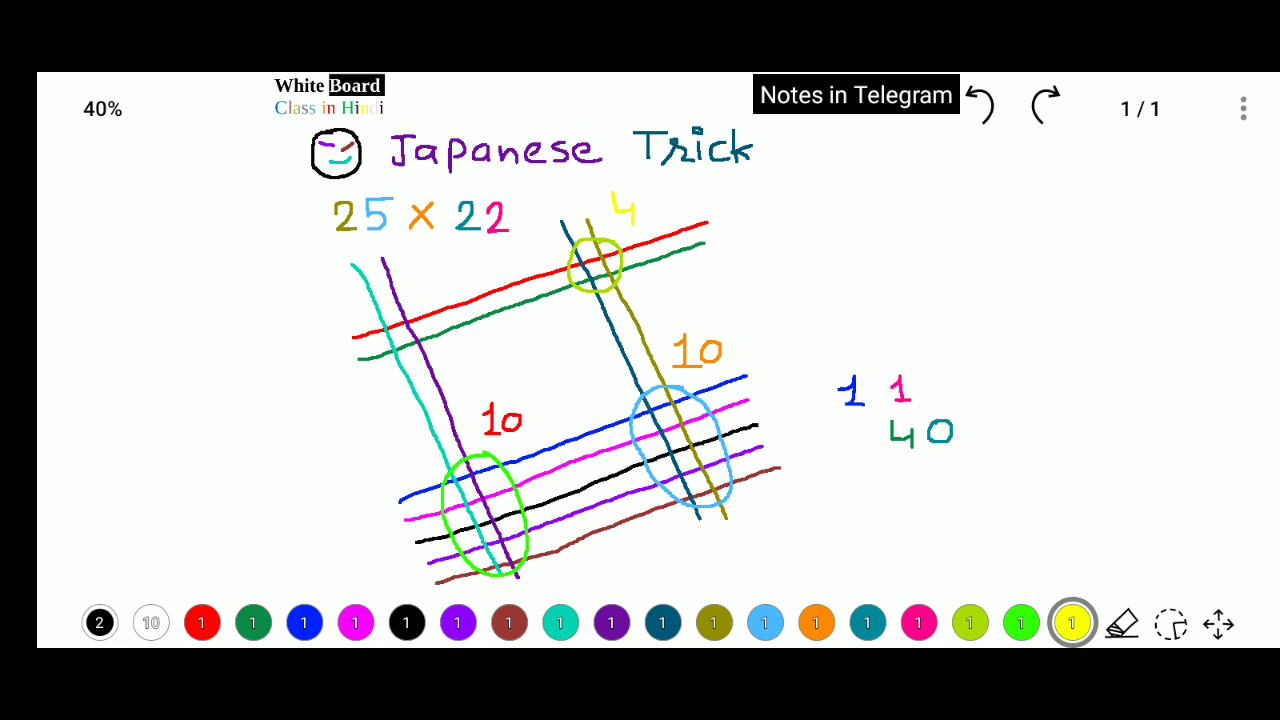 40%
White Board
Class in Hindi
Notes in Telegram
1 / 1
Japanese Trick
25 × 22
4
10
10
1 1
40
2 10 1 1 1 1 1 1 1 1 1 1 1 1 1 1 1 1 1 1